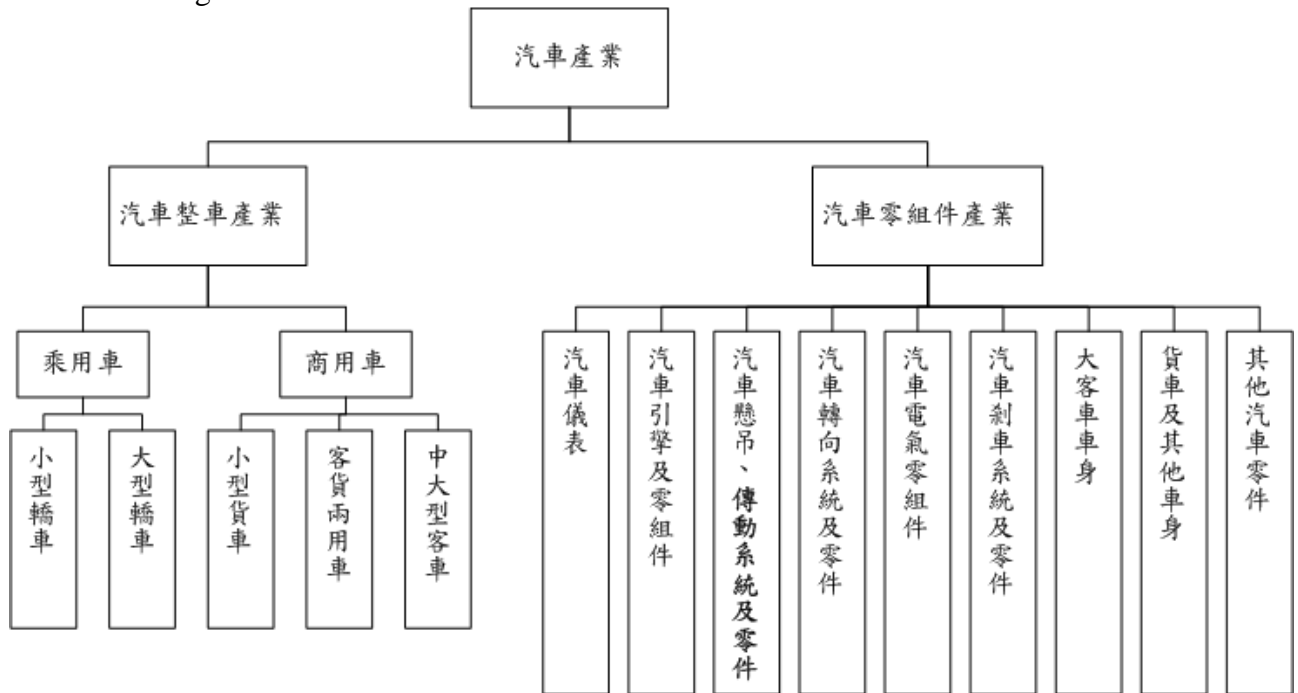 汽車產業
汽車整車產業
汽車零組件產業
乘用車
商用車
小型轎車
大型轎車
小型貨車
客貨兩用車
中大型客車
汽車儀表
汽車引擎及零組件
汽車懸吊、傳動系統及零件
汽車轉向系統及零件
汽車電氣零組件
汽車剎車系統及零件
大客車車身
貨車及其他車身
其他汽車零件